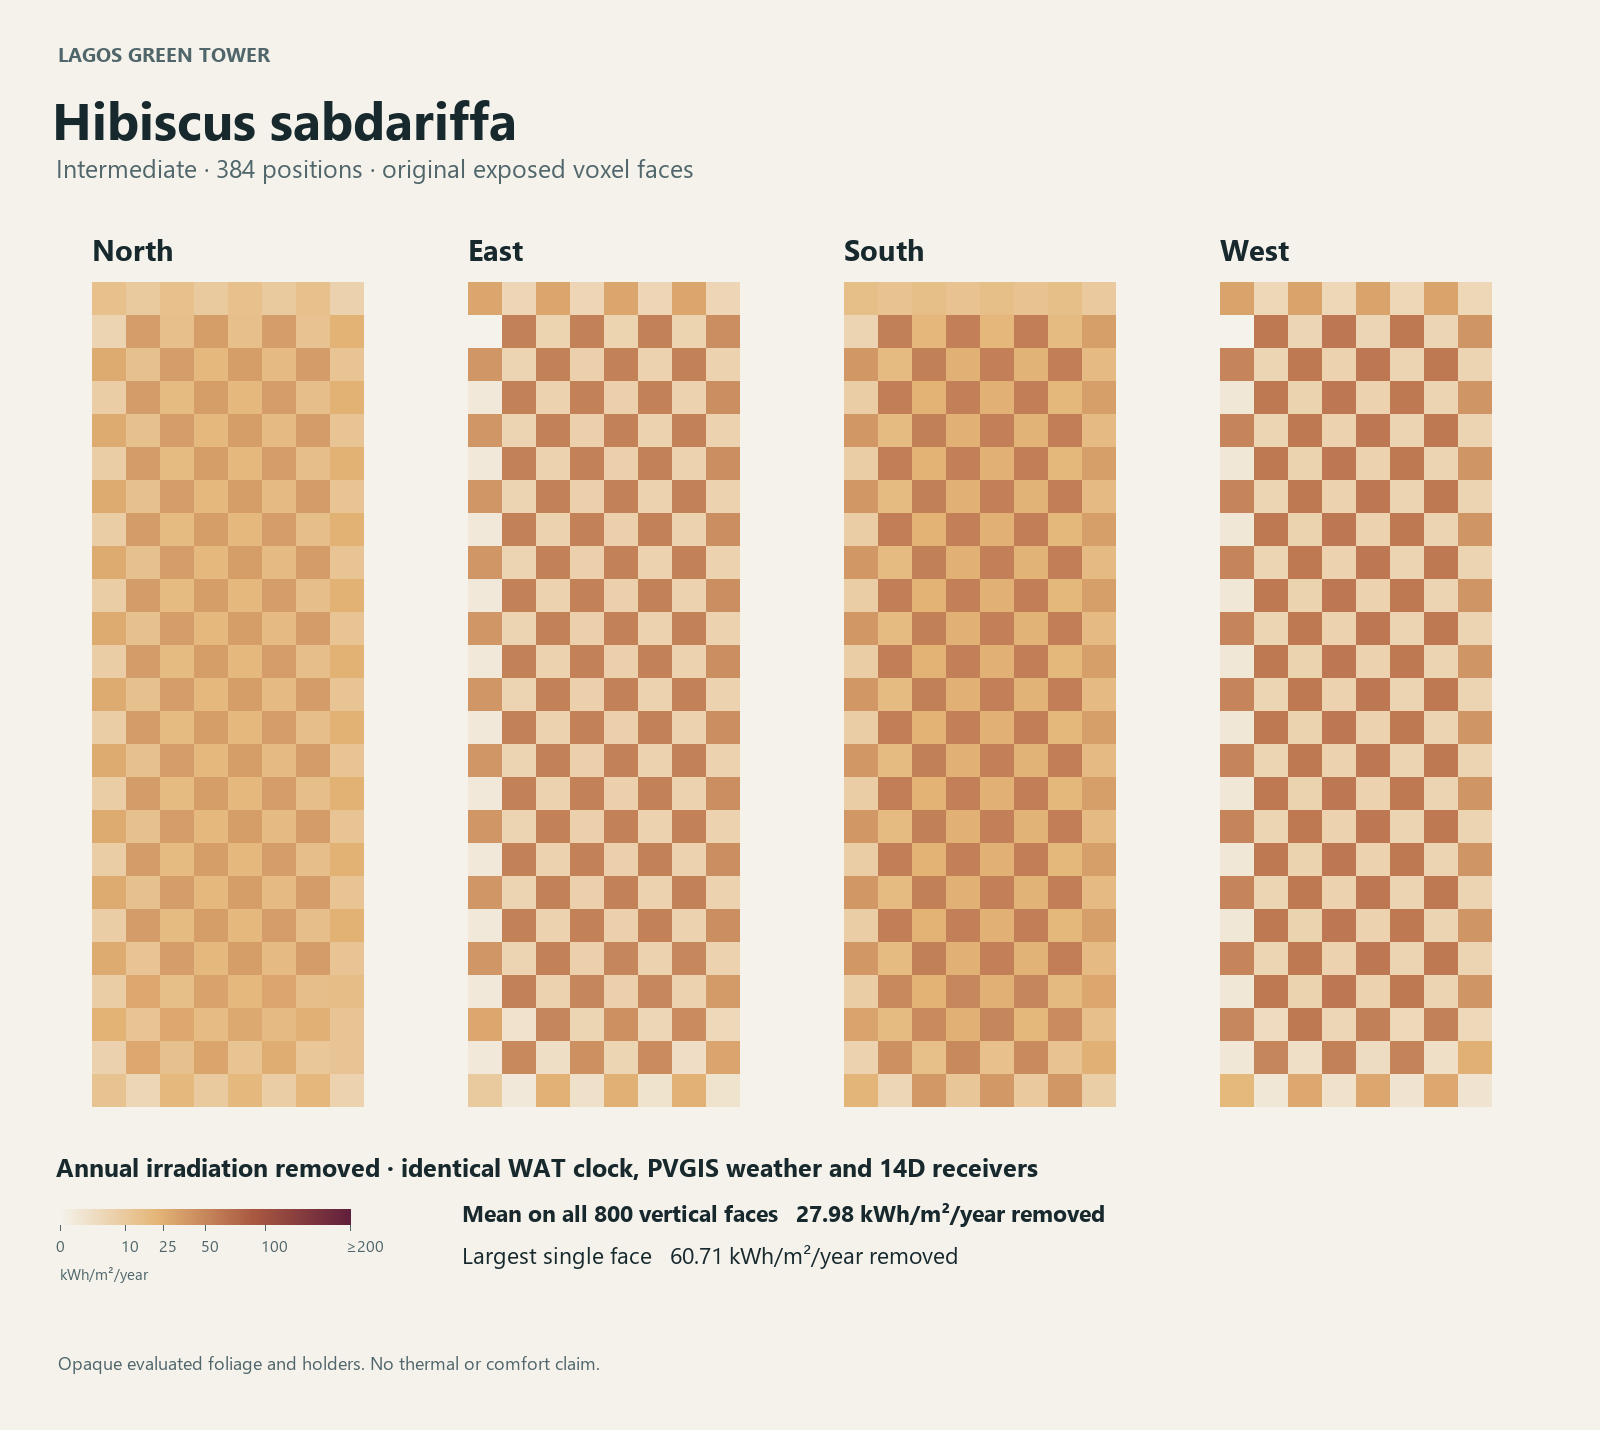 LAGOS GREEN TOWER
Hibiscus sabdariffa
Intermediate · 384 positions · original exposed voxel faces
North East South West
Annual irradiation removed · identical WAT clock, PVGIS weather and 14D receivers
Mean on all 800 vertical faces 27.98 kWh/m²/year removed
0 10 25 50 100 ≥200
Largest single face 60.71 kWh/m²/year removed
kWh/m²/year
Opaque evaluated foliage and holders. No thermal or comfort claim.